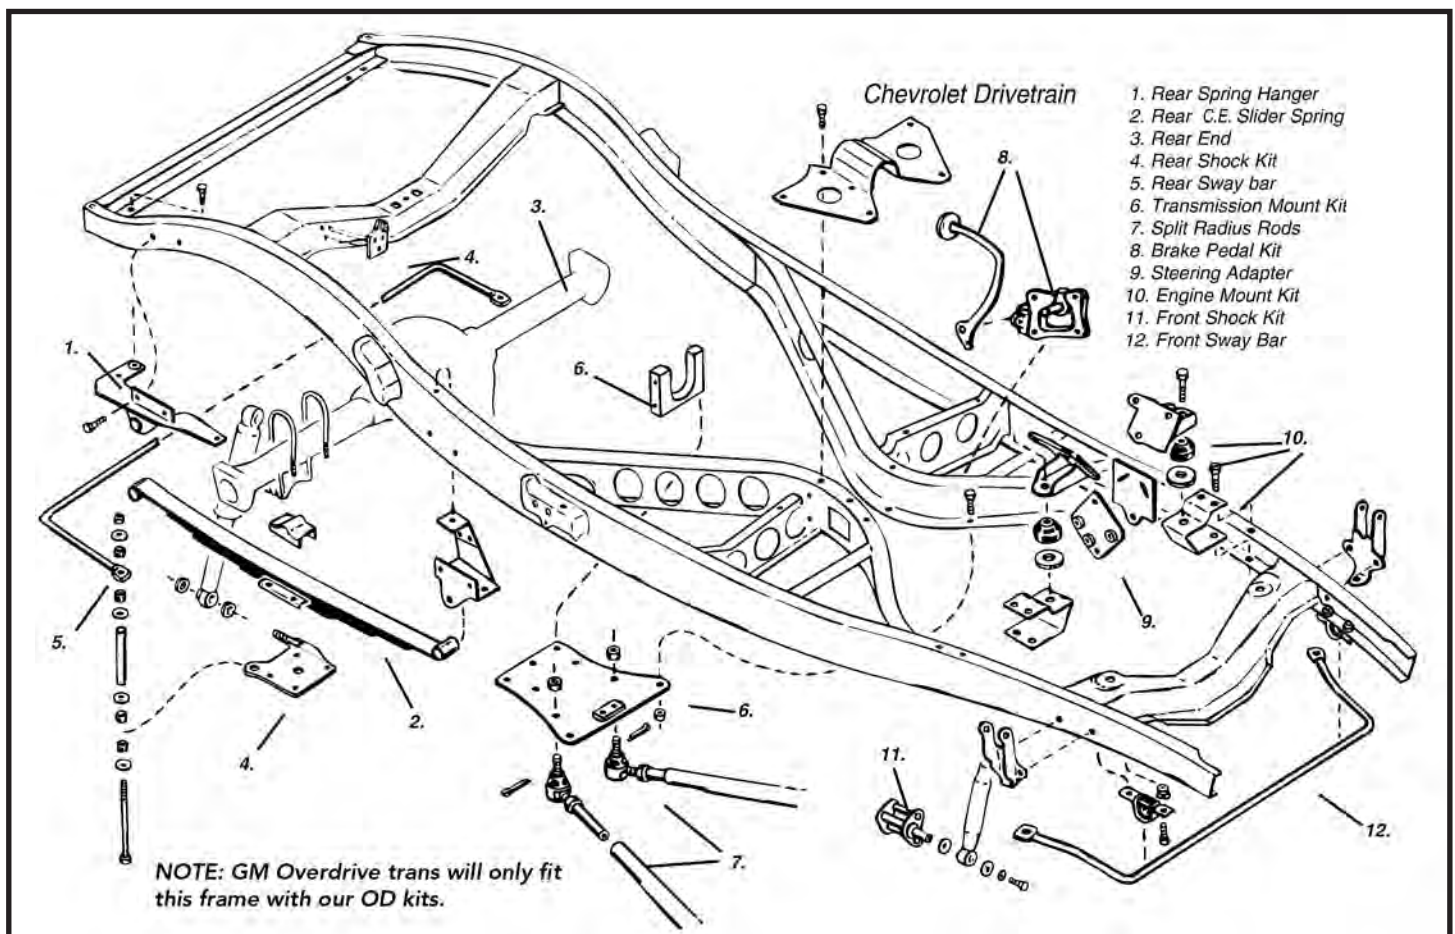 Chevrolet Drivetrain
1. Rear Spring Hanger
2. Rear C.E. Slider Spring
3. Rear End
4. Rear Shock Kit
5. Rear Sway bar
6. Transmission Mount Kit
7. Split Radius Rods
8. Brake Pedal Kit
9. Steering Adapter
10. Engine Mount Kit
11. Front Shock Kit
12. Front Sway Bar
8.
3.
4.
1.
6.
10.
9.
5.
2.
6.
4.
11.
12.
7.
NOTE: GM Overdrive trans will only fit
this frame with our OD kits.